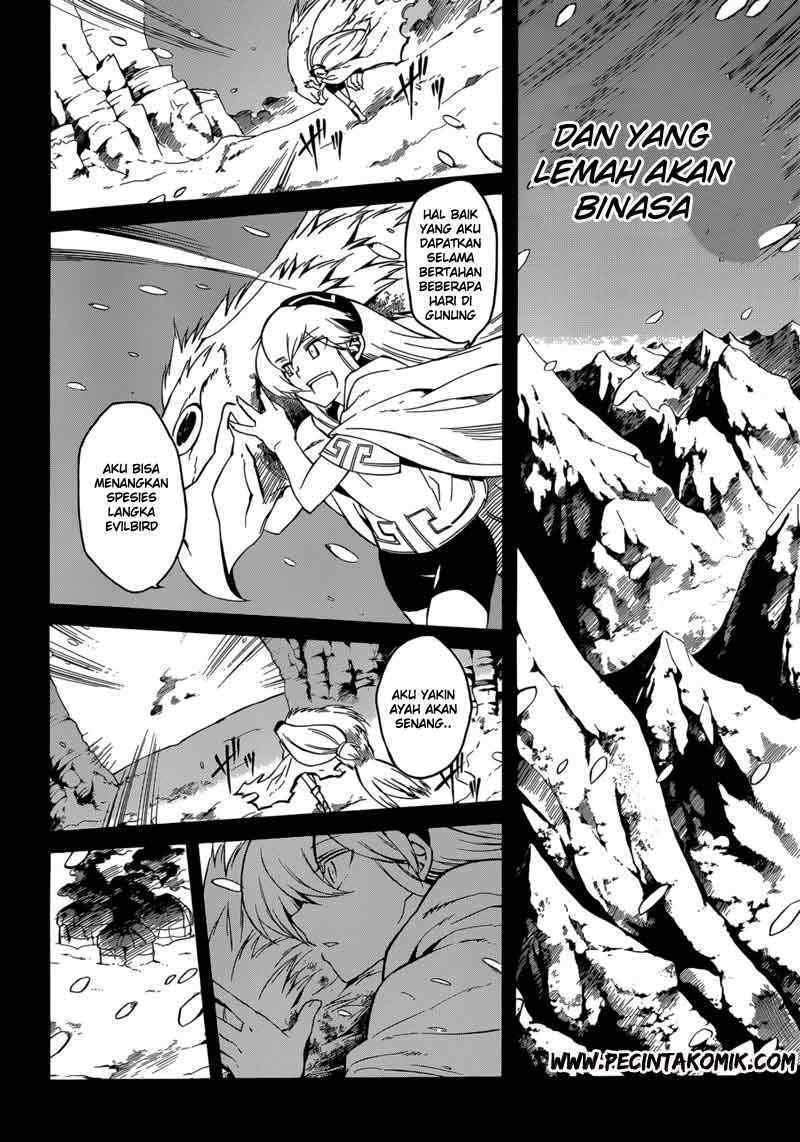 DAN YANG
LEMAH AKAN
BINASA
HAL BAIK
YANG AKU
DAPATKAN
SELAMA
BERTAHAN
BEBERAPA
HARI DI
GUNUNG
AKU BISA
MENANGKAN
SPESIES
LANGKA
EVILBIRD
AKU YAKIN
AYAH AKAN
SENANG..
WWW.PECINTAKOMIK.COM